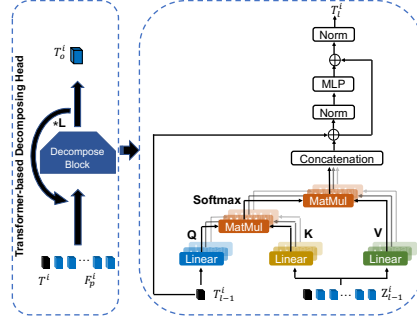 Transformer-based Decomposing Head
T_o^i
*L
Decompose
Block
T^i
F_p^i
T_l^i
Norm
MLP
Norm
Concatenation
MatMul
Softmax
MatMul
Q
K
V
Linear
Linear
Linear
T_{l-1}^i
T_{l-1}^i